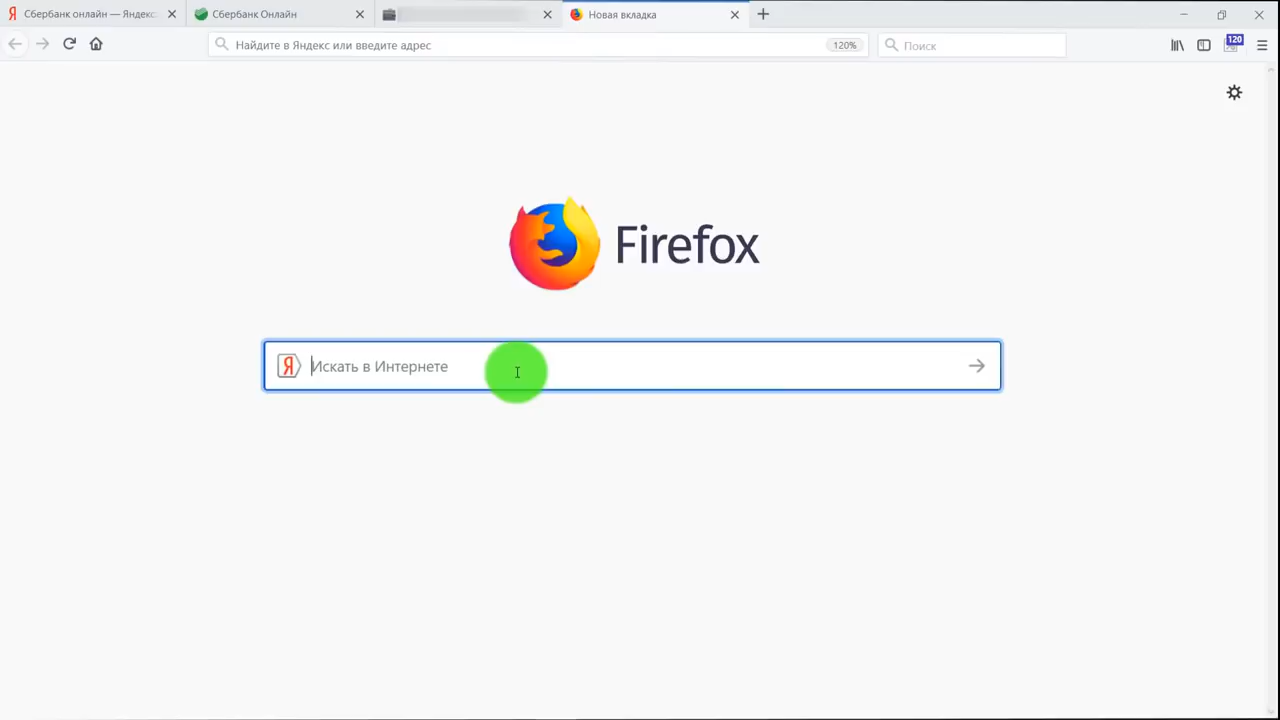 Сбербанк онлайн — Яндекс
Сбербанк Онлайн
Новая вкладка
Найдите в Яндекс или введите адрес
120%
Поиск
120
Firefox
Я Искать в Интернете